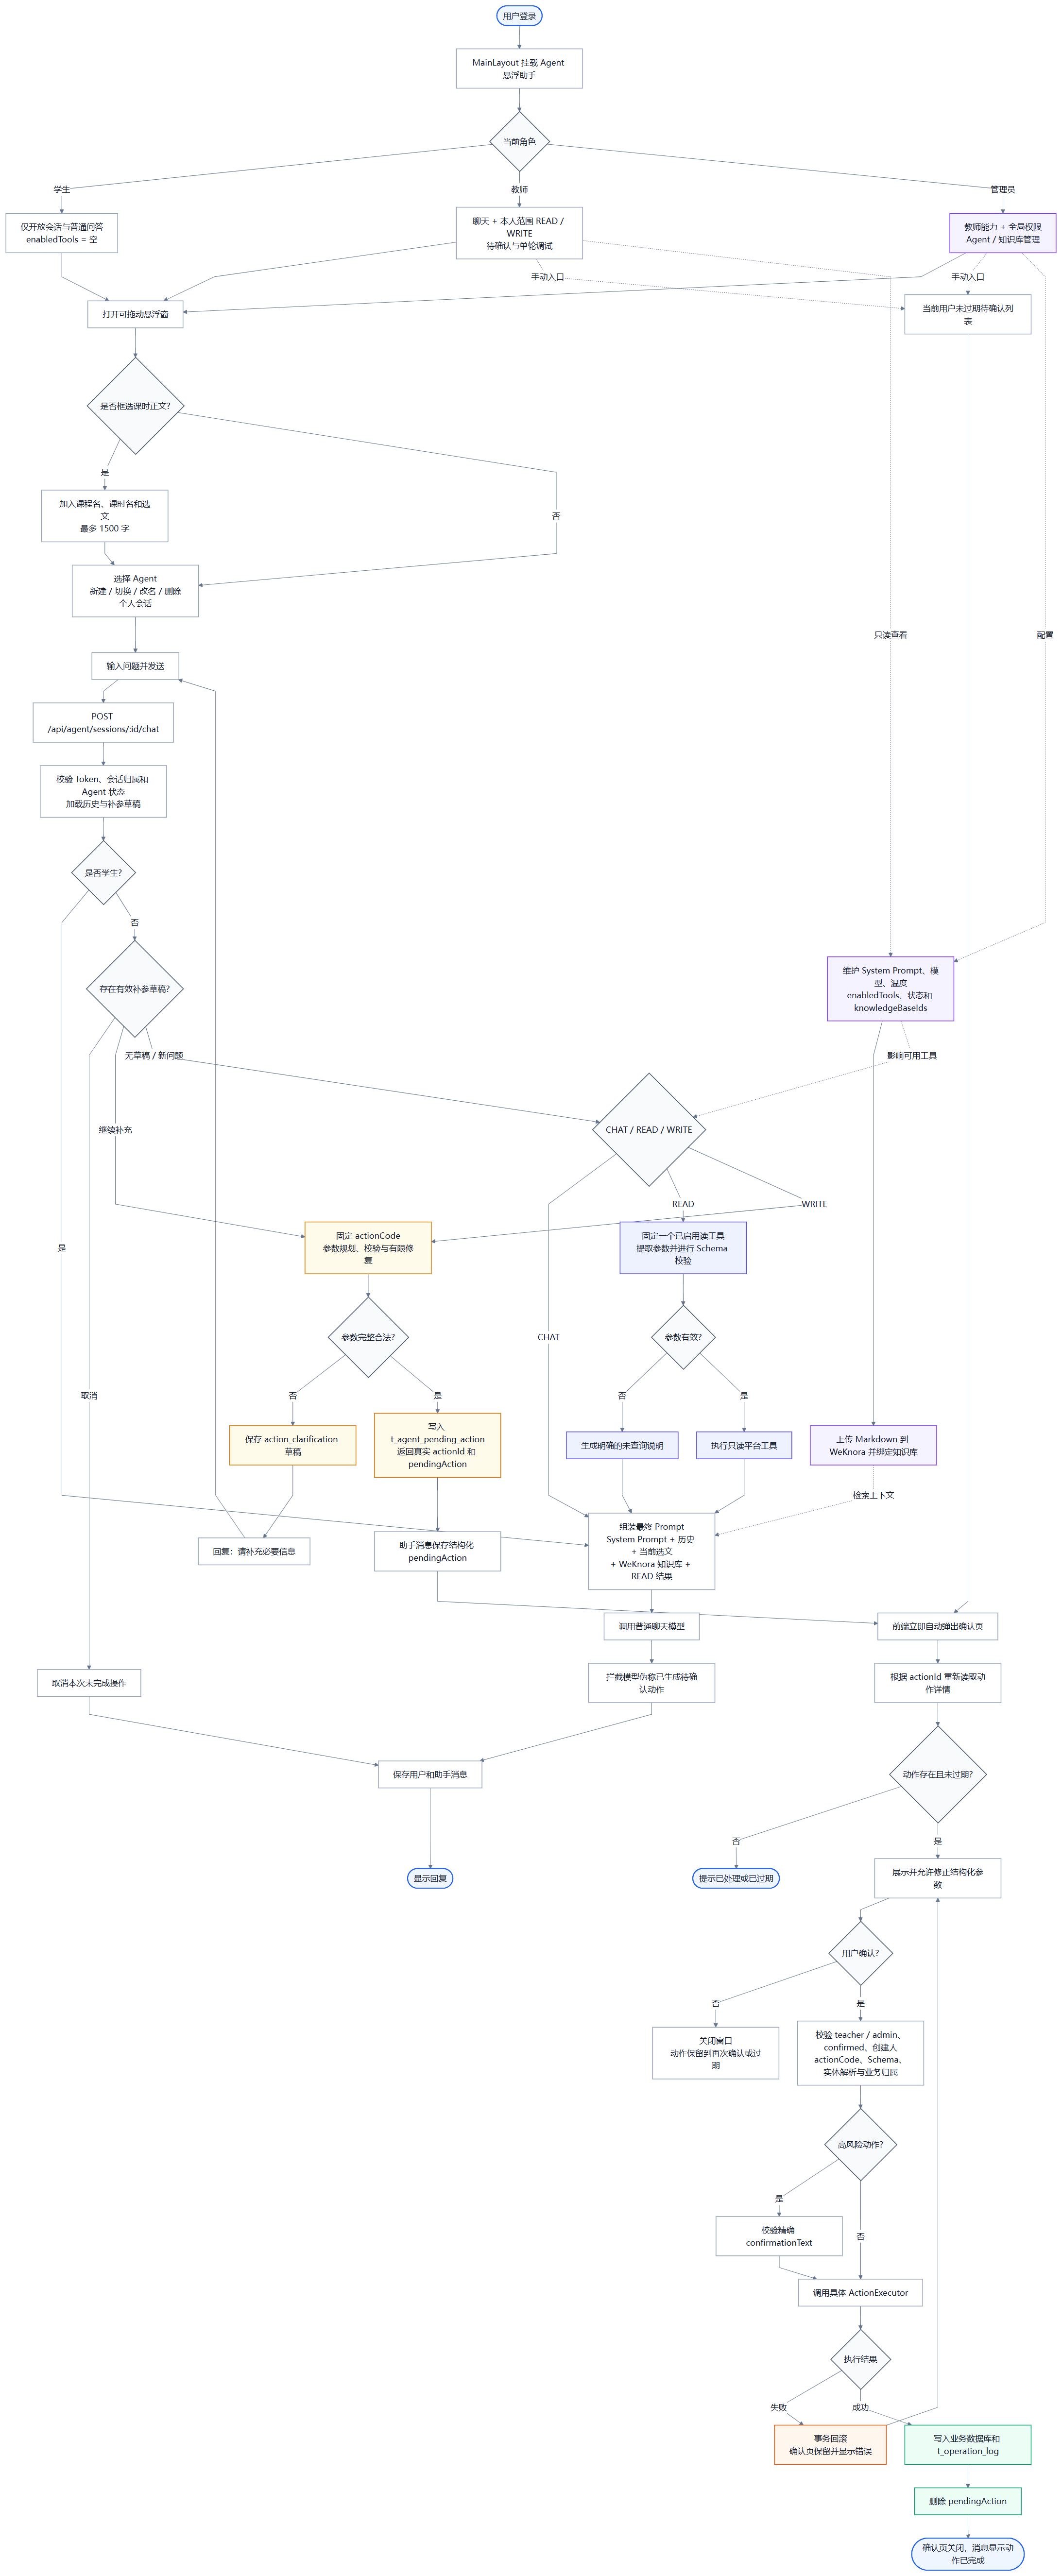 用户登录
MainLayout 挂载 Agent
悬浮助手
当前角色
学生
教师
管理员
仅开放会话与普通问答
enabledTools = 空
聊天 + 本人范围 READ /
WRITE
待确认与单轮调试
教师能力 + 全局权限
Agent / 知识库管理
手动入口
手动入口
打开可拖动悬浮窗
当前用户未过期待确认列
表
是否框选课时正文?
是
加入课程名、课时名和选
文
最多 1500 字
否
选择 Agent
新建 / 切换 / 改名 / 删除
个人会话
只读查看
配置
输入问题并发送
POST
/api/agent/sessions/:id/chat
校验 Token、会话归属和
Agent 状态
加载历史与补参草稿
是否学生?
否
存在有效补参草稿?
维护 System Prompt、模
型、温度
enabledTools、状态和
knowledgeBaseIds
无草稿 / 新问题
影响可用工具
继续补充
CHAT / READ / WRITE
READ
WRITE
是
固定 actionCode
参数规划、校验与有限修
复
固定一个已启用读工具
提取参数并进行 Schema
校验
参数完整合法?
CHAT
参数有效?
取消
否
是
否
是
保存 action_clarification
草稿
写入
t_agent_pending_action
返回真实 actionId 和
pendingAction
生成明确的未查询说明
执行只读平台工具
上传 Markdown 到
WeKnora 并绑定知识库
检索上下文
回复：请补充必要信息
助手消息保存结构化
pendingAction
组装最终 Prompt
System Prompt + 历史
+ 当前选文
+ WeKnora 知识库 +
READ 结果
调用普通聊天模型
前端立即自动弹出确认页
取消本次未完成操作
拦截模型伪称已生成待确
认动作
根据 actionId 重新读取动
作详情
保存用户和助手消息
动作存在且未过期?
否
是
显示回复
提示已处理或已过期
展示并允许修正结构化参
数
用户确认?
否
是
关闭窗口
动作保留到再次确认或过
期
校验 teacher / admin、
confirmed、创建人
actionCode、Schema、
实体解析与业务归属
高风险动作?
是
校验精确
confirmationText
否
调用具体 ActionExecutor
执行结果
失败
成功
事务回滚
确认页保留并显示错误
写入业务数据库和
t_operation_log
删除 pendingAction
确认页关闭，消息显示动
作已完成